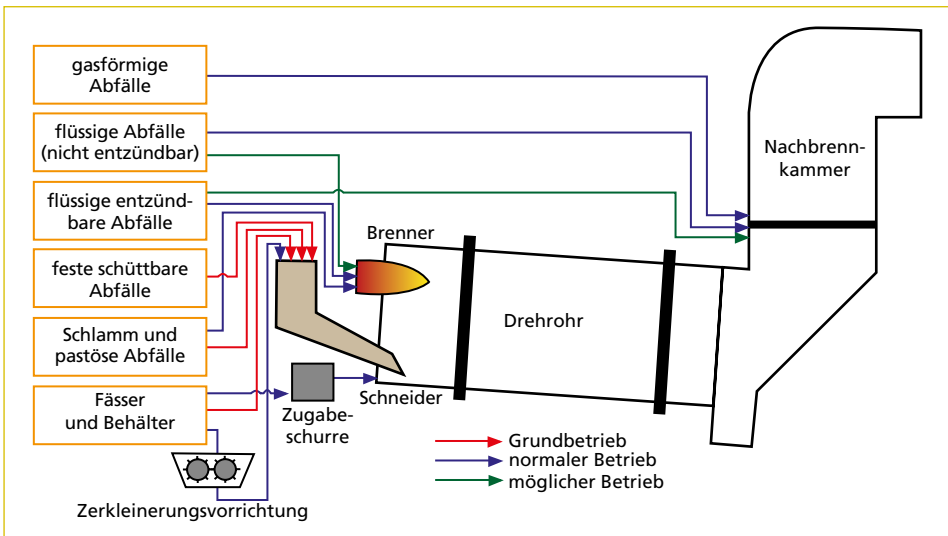 gasförmige
Abfälle
flüssige Abfälle
(nicht entzündbar)
flüssige entzünd-
bare Abfälle
feste schüttbare
Abfälle
Schlamm und
pastöse Abfälle
Fässer
und Behälter
Zerkleinerungsvorrichtung
Zugabe-
schurre
Schneider
Brenner
Drehrohr
Nachbrenn-
kammer
Grundbetrieb
normaler Betrieb
möglicher Betrieb